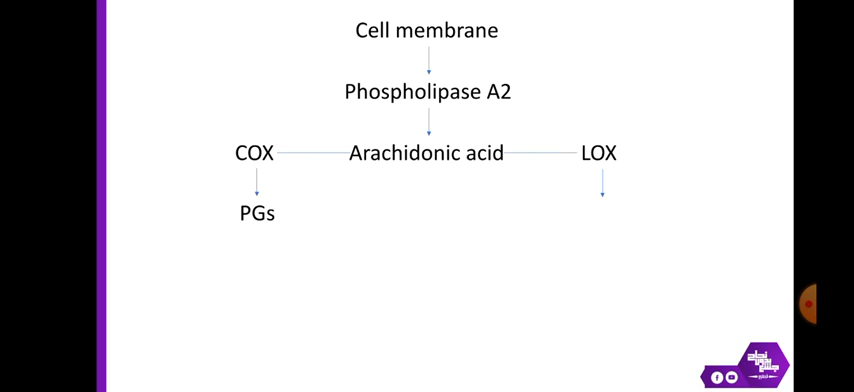 Cell membrane
Phospholipase A2
COX Arachidonic acid LOX
PGs